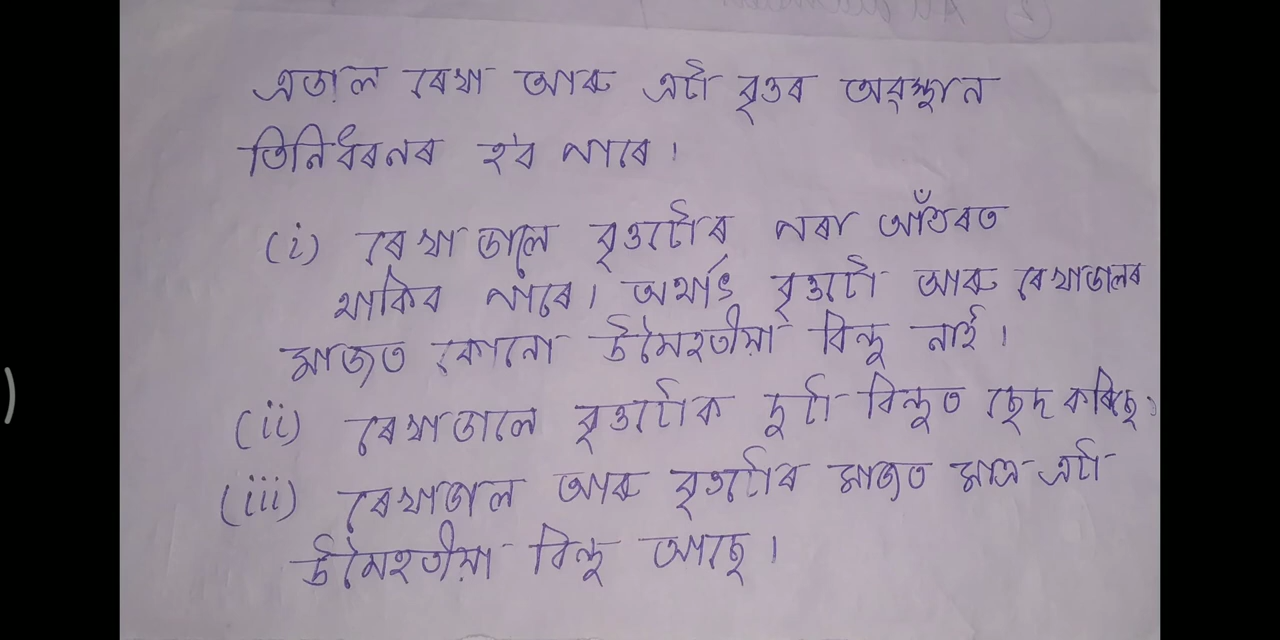 এডাল ৰেখা আৰু এটা বৃত্তৰ অৱস্থান
তিনিধৰনৰ হ'ব পাৰে।
(i) ৰেখাডালে বৃত্তটোৰ পৰা আঁতৰত
থাকিব পাৰে। অৰ্থাৎ বৃত্তটো আৰু ৰেখাডালৰ
মাজত কোনো উমৈহতীয়া বিন্দু নাই।
(ii) ৰেখাডালে বৃত্তটোক দুটা বিন্দুত ছেদ কৰিছে।
(iii) ৰেখাডাল আৰু বৃত্তটোৰ মাজত মাত্ৰ এটা
উমৈহতীয়া বিন্দু আছে।